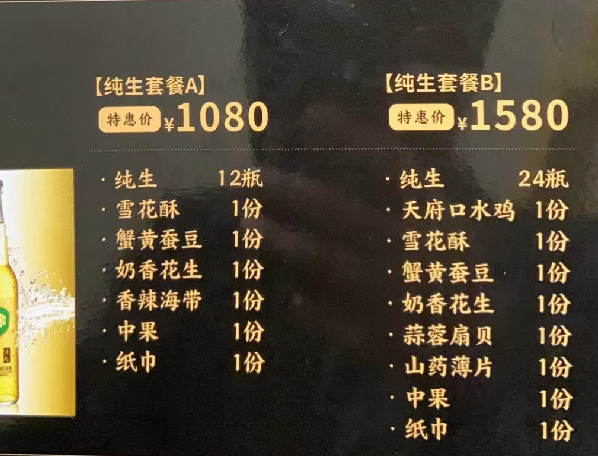 【纯生套餐A】
特惠价 ¥1080
· 纯生 12瓶
· 雪花酥 1份
· 蟹黄蚕豆 1份
· 奶香花生 1份
· 香辣海带 1份
· 中果 1份
· 纸巾 1份
【纯生套餐B】
特惠价 ¥1580
· 纯生 24瓶
· 天府口水鸡 1份
· 雪花酥 1份
· 蟹黄蚕豆 1份
· 奶香花生 1份
· 蒜蓉扇贝 1份
· 山药薄片 1份
· 中果 1份
· 纸巾 1份